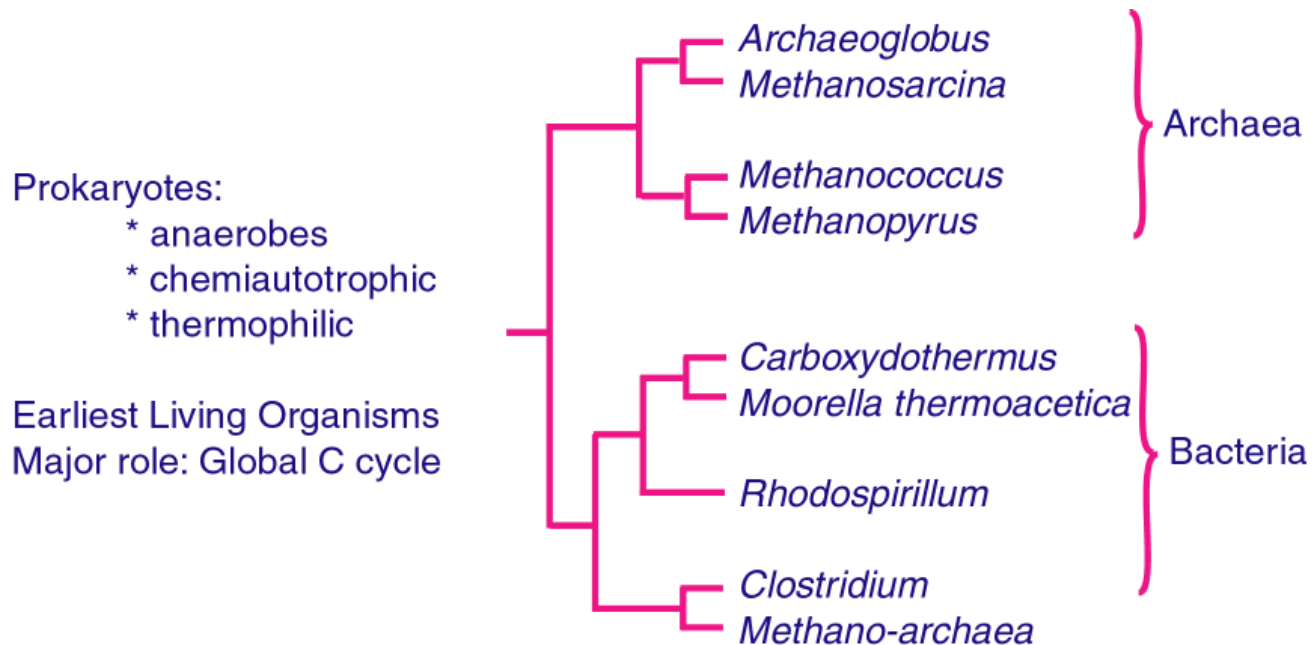 Prokaryotes:
* anaerobes
* chemiautotrophic
* thermophilic
Earliest Living Organisms
Major role: Global C cycle
Archaeoglobus
Methanosarcina
Methanococcus
Methanopyrus
Archaea
Carboxydothermus
Moorella thermoacetica
Rhodospirillum
Clostridium
Methano-archaea
Bacteria